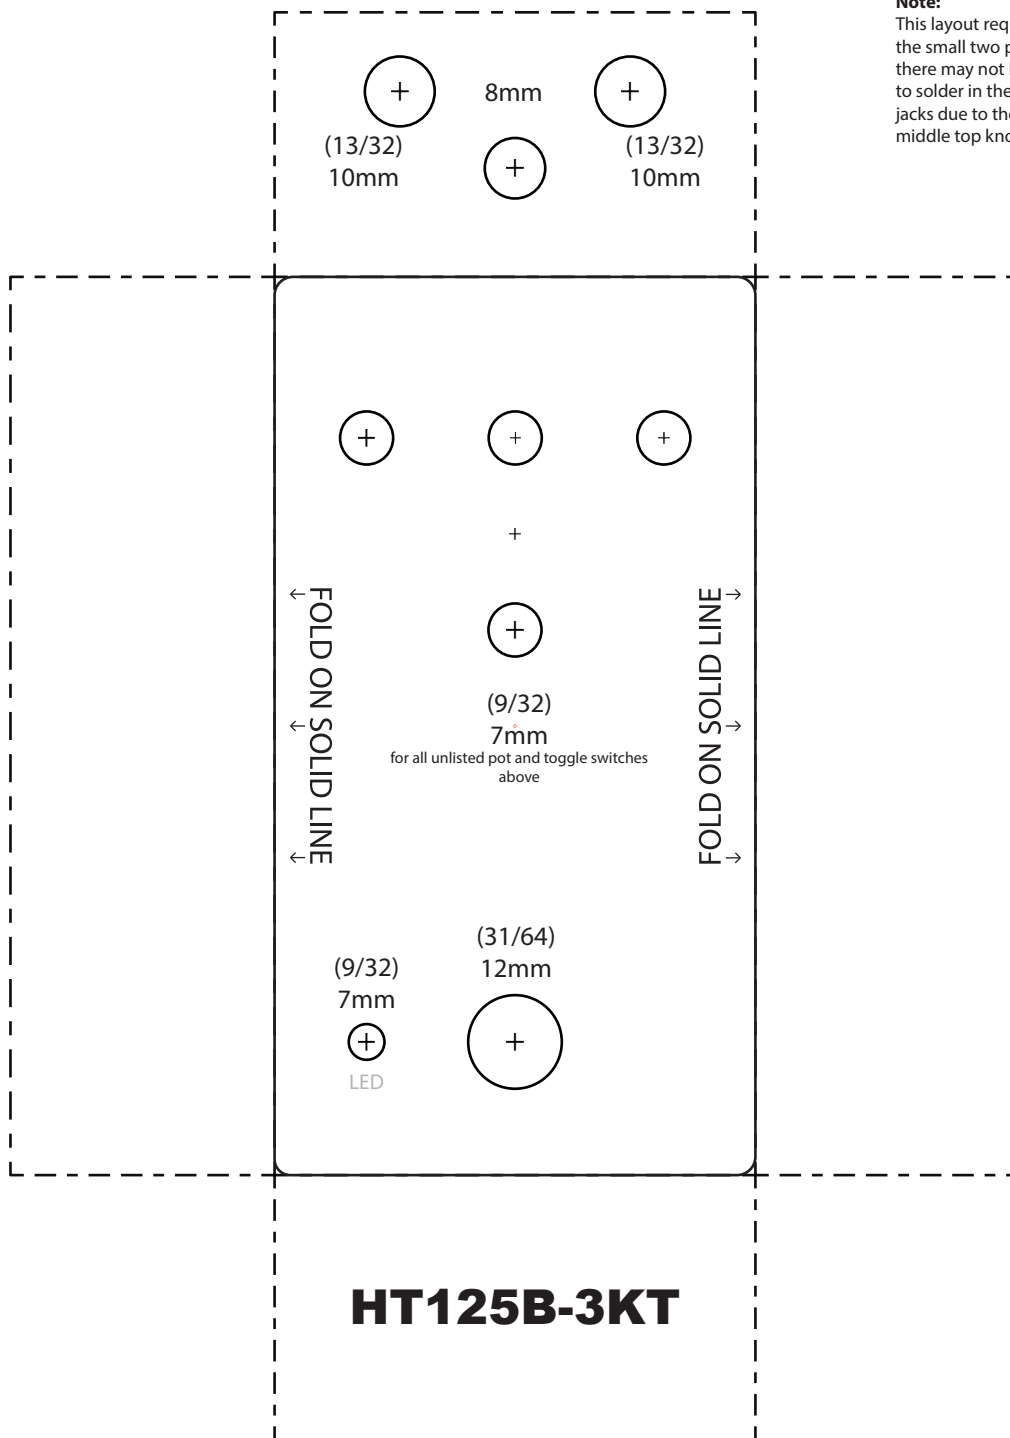 Note:
This layout req
the small two p
there may not
to solder in the
jacks due to the
middle top kno
8mm
(13/32)
10mm
(13/32)
10mm
FOLD ON SOLID LINE
FOLD ON SOLID LINE
(9/32)
7mm
for all unlisted pot and toggle switches
above
(31/64)
12mm
(9/32)
7mm
LED
HT125B-3KT